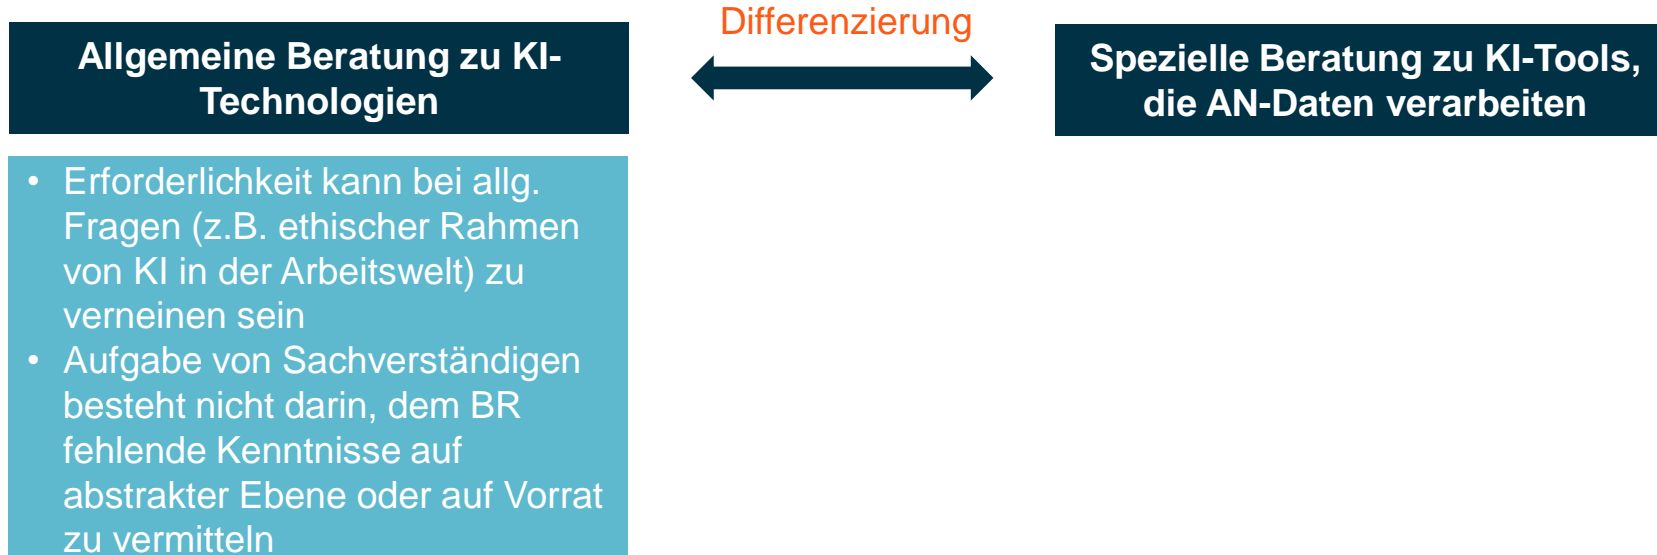 Allgemeine Beratung zu KI-
Technologien
Differenzierung
Spezielle Beratung zu KI-Tools,
die AN-Daten verarbeiten
• Erforderlichkeit kann bei allg.
Fragen (z.B. ethischer Rahmen
von KI in der Arbeitswelt) zu
verneinen sein
• Aufgabe von Sachverständigen
besteht nicht darin, dem BR
fehlende Kenntnisse auf
abstrakter Ebene oder auf Vorrat
zu vermitteln